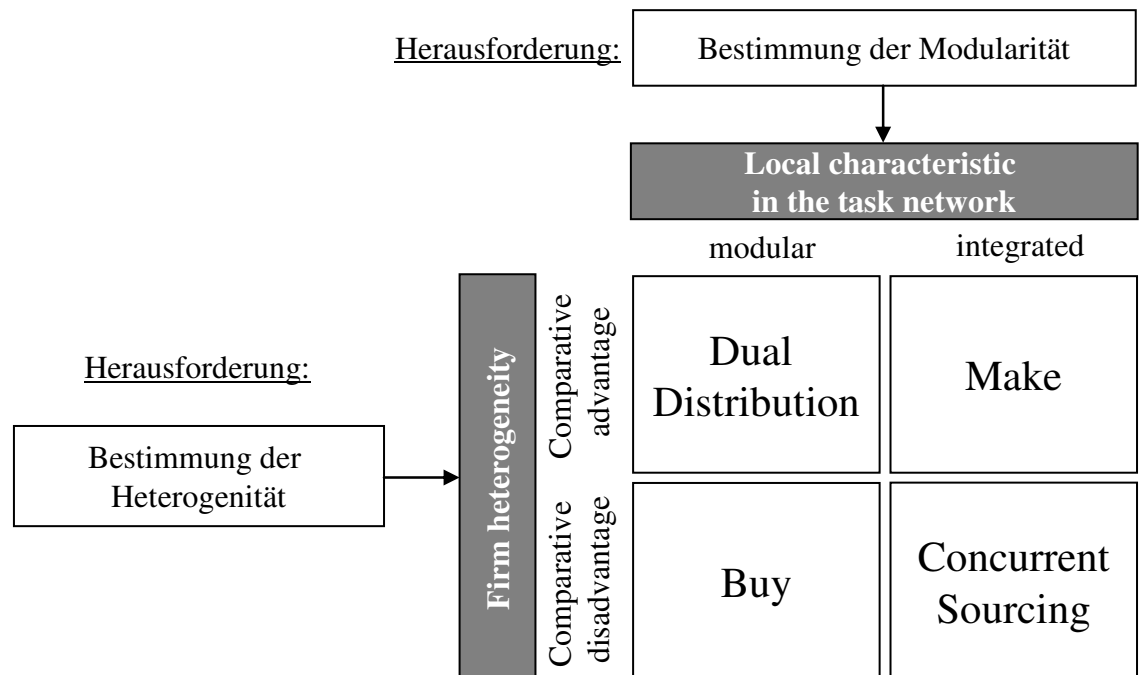 Herausforderung:
Bestimmung der Modularität
Local characteristic
in the task network
modular
integrated
Herausforderung:
Bestimmung der
Heterogenität
Firm heterogeneity
Comparative
advantage
Dual
Distribution
Make
Comparative
disadvantage
Buy
Concurrent
Sourcing